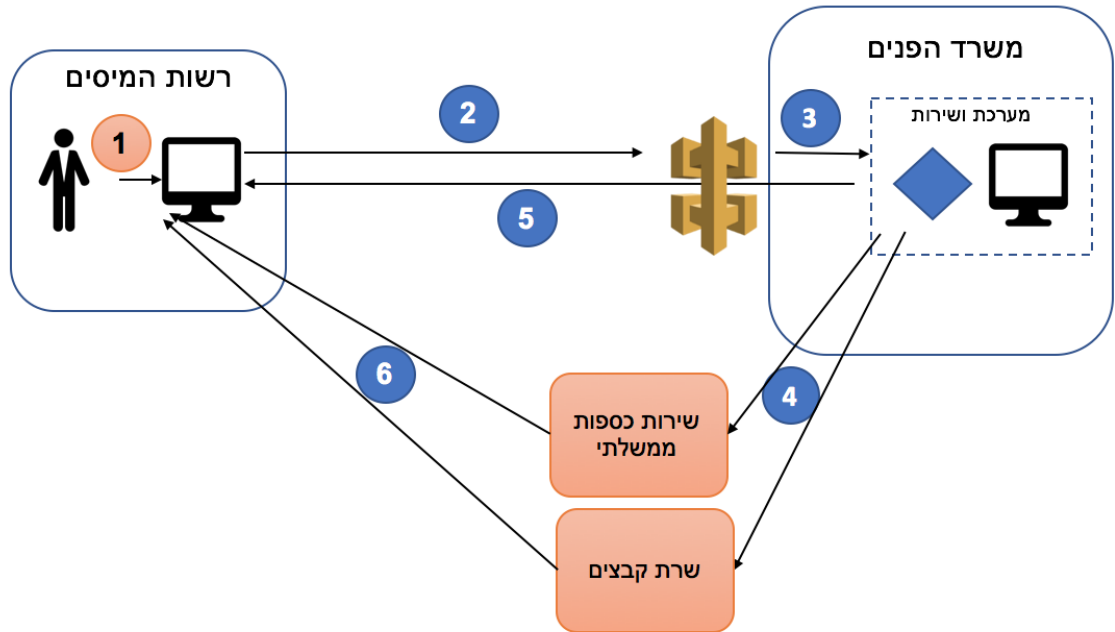 משרד הפנים
רשות המיסים
מערכת ושירות
1
2
3
5
6
4
שירות כספות
ממשלתי
שרת קבצים